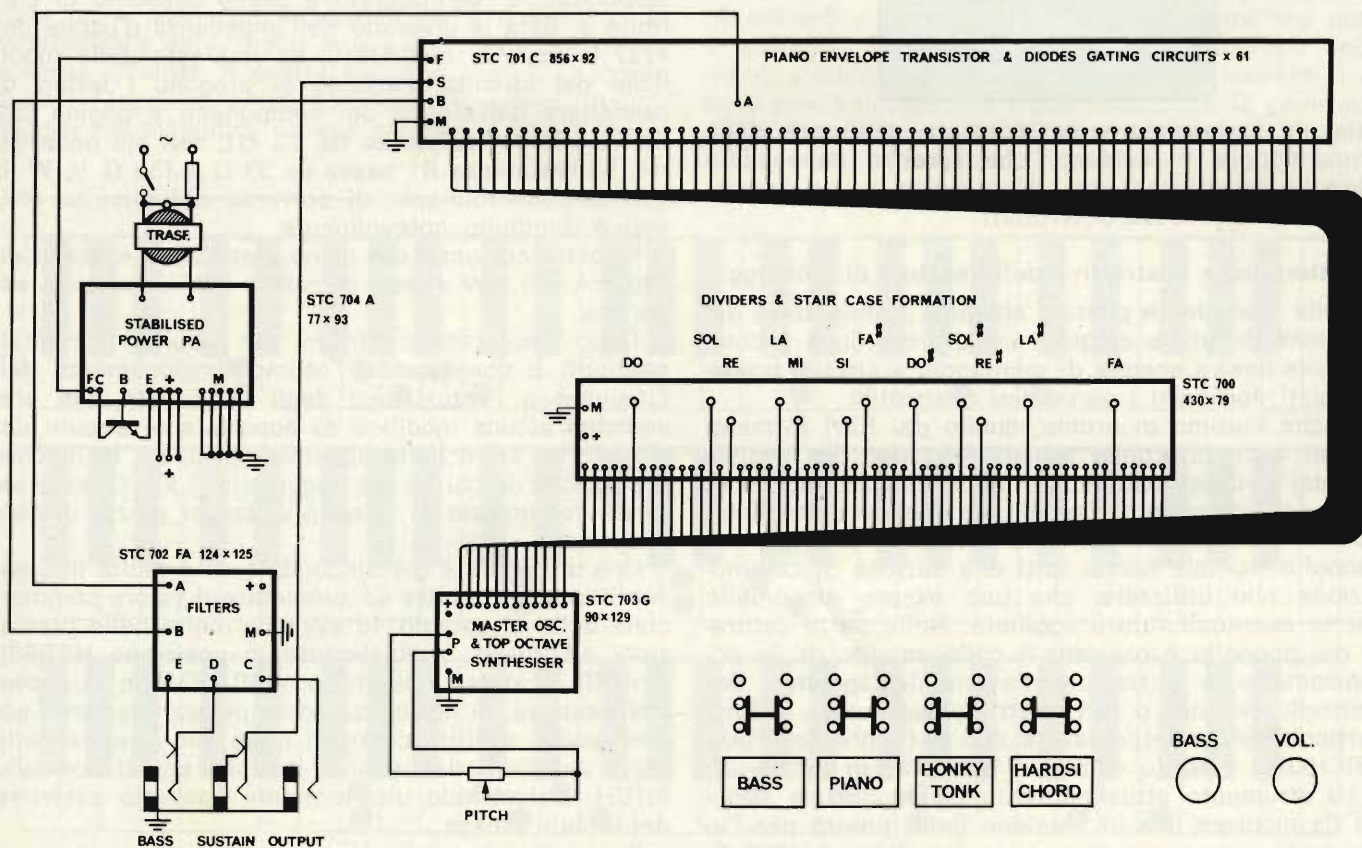 STC 701 C 856 × 92
PIANO ENVELOPE TRANSISTOR & DIODES GATING CIRCUITS × 61
F
S
B
M
A
TRASF.
STC 704 A
77 × 93
STABILISED
POWER PA
FC B E + M
+
DIVIDERS & STAIR CASE FORMATION
SOL LA FA♯ SOL♯ LA♯
DO RE MI SI DO♯ RE♯ FA
STC 700
430 × 79
M
+
STC 702 FA 124 × 125
A +
FILTERS
B M
E D C
STC 703 G
90 × 129
+
MASTER OSC.
P & TOP OCTAVE
SYNTHESISER
M
PITCH
BASS SUSTAIN OUTPUT
BASS
PIANO
HONKY
TONK
HARDSI
CHORD
BASS
VOL.